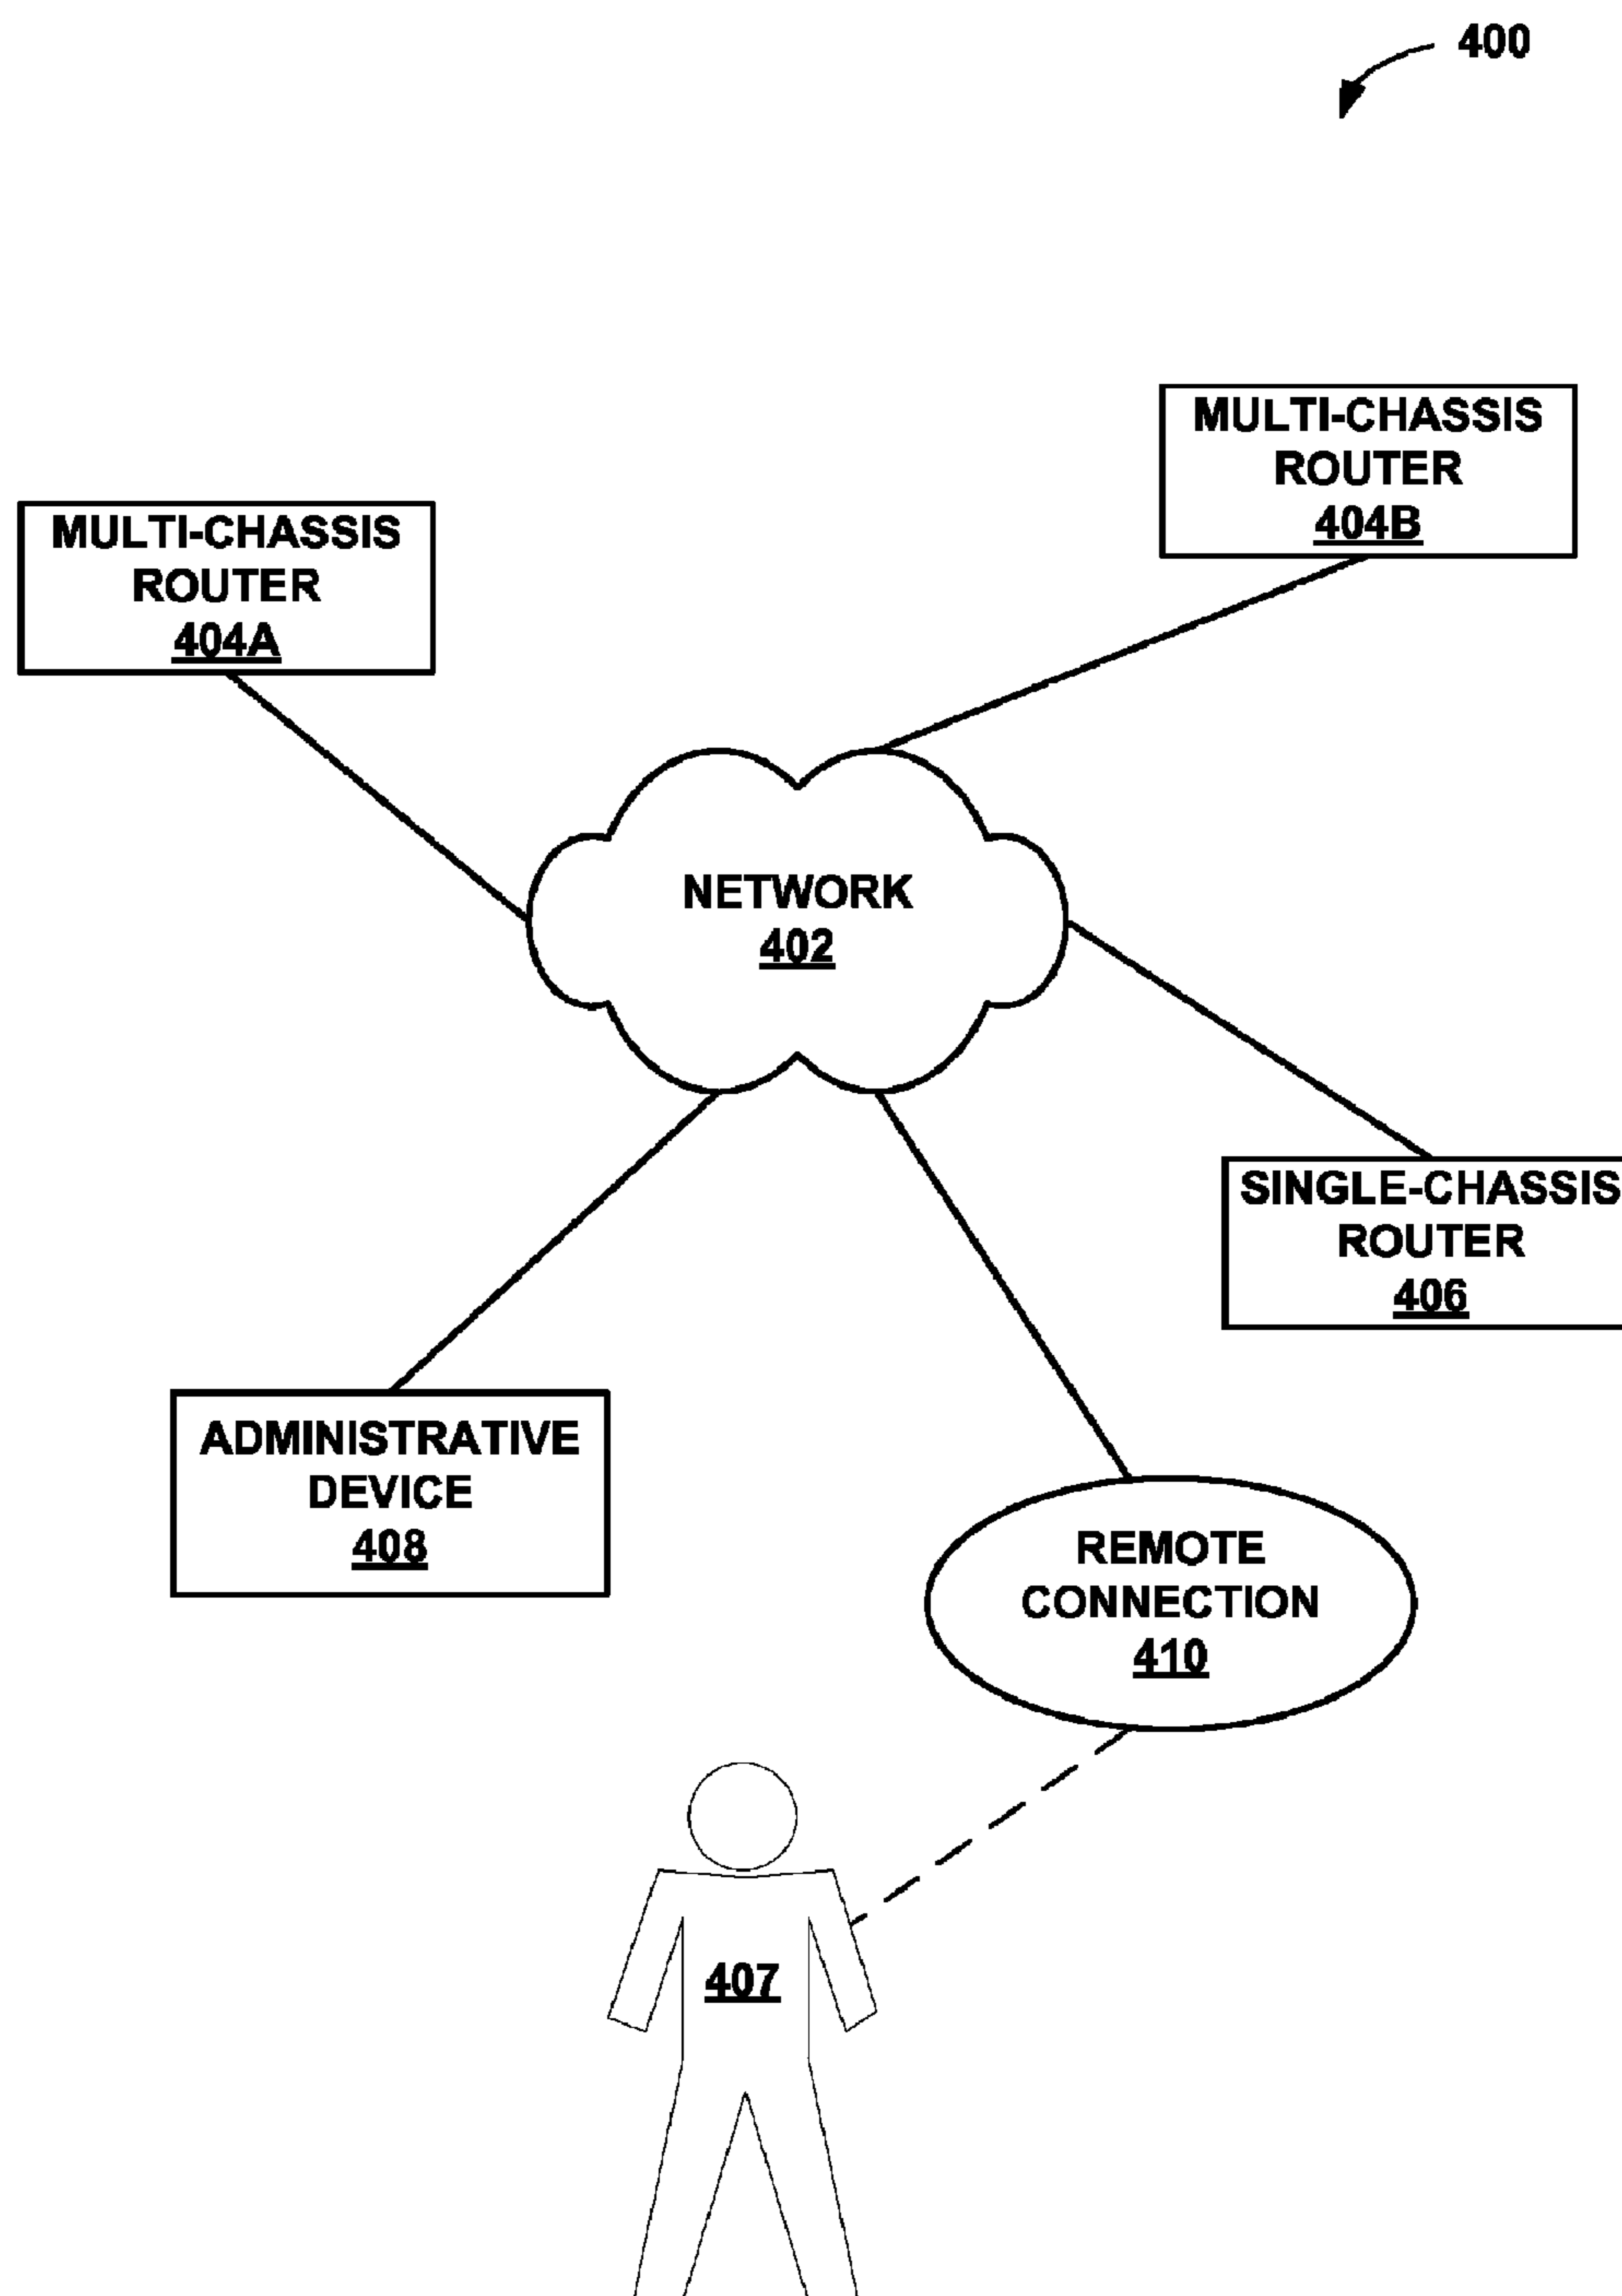 400
MULTI-CHASSIS
ROUTER
404B
MULTI-CHASSIS
ROUTER
404A
NETWORK
402
SINGLE-CHASSIS
ROUTER
406
ADMINISTRATIVE
DEVICE
408
REMOTE
CONNECTION
410
407